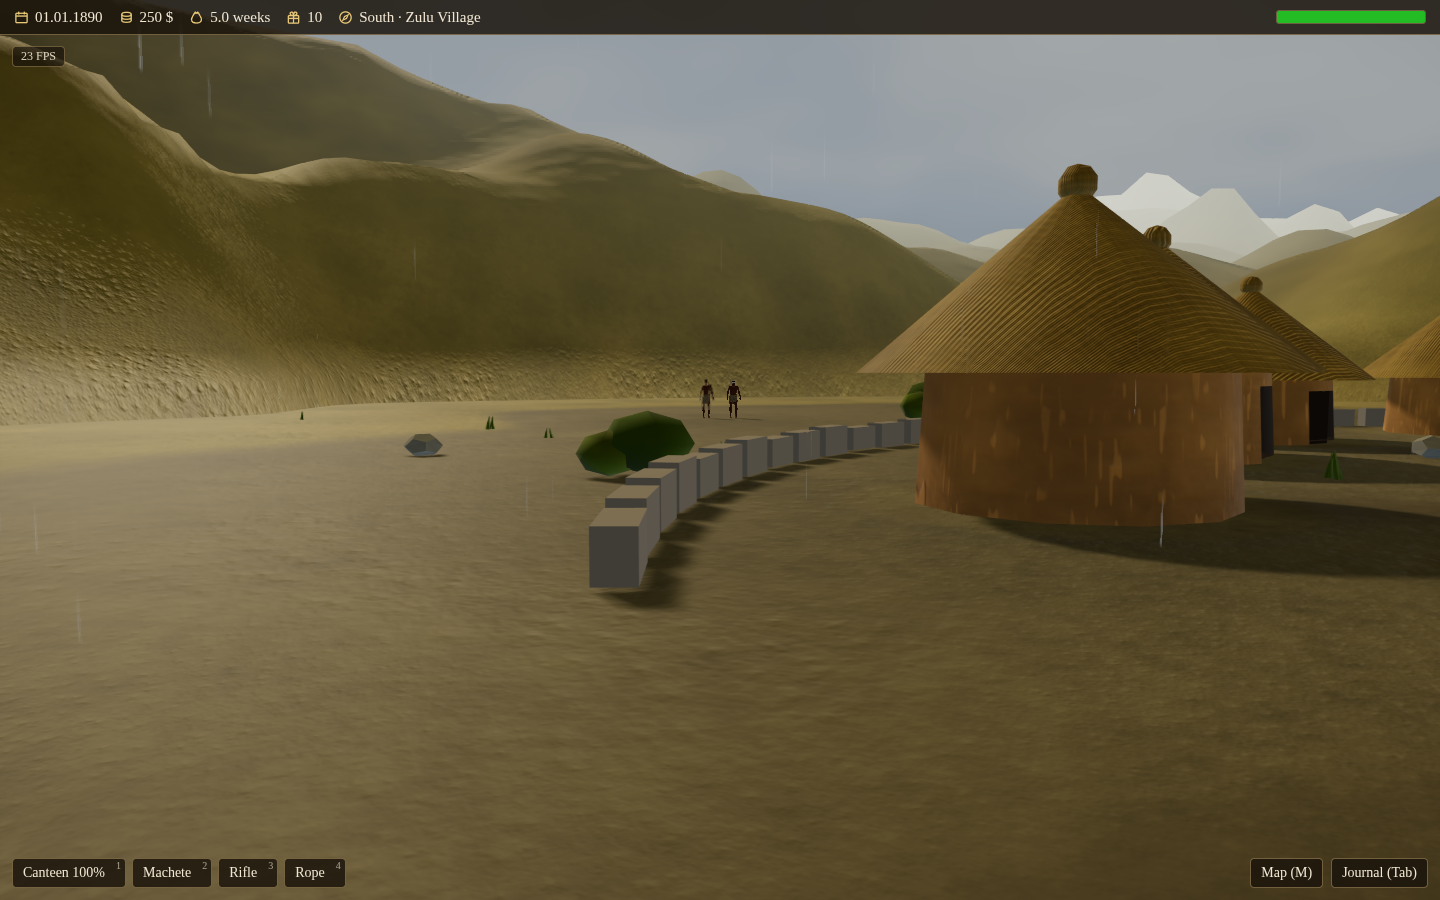 01.01.1890 250 $ 5.0 weeks 10 South · Zulu Village
23 FPS
Canteen 100% 1 Machete 2 Rifle 3 Rope 4 Map (M) Journal (Tab)